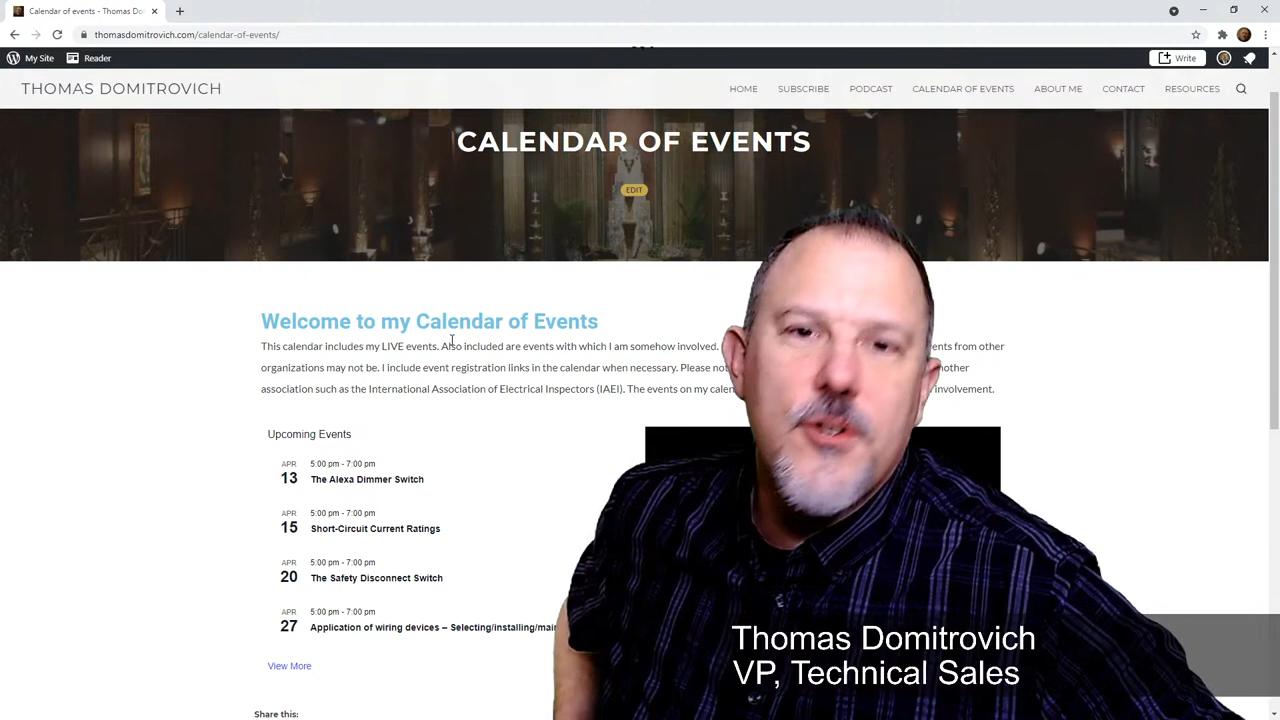 Calendar of events - Thomas Do
thomasdomitrovich.com/calendar-of-events/
My Site
Reader
Write
THOMAS DOMITROVICH
HOME
SUBSCRIBE
PODCAST
CALENDAR OF EVENTS
ABOUT ME
CONTACT
RESOURCES
CALENDAR OF EVENTS
EDIT
Welcome to my Calendar of Events
This calendar includes my LIVE events. Also included are events with which I am somehow involved. ents from other
organizations may not be. I include event registration links in the calendar when necessary. Please not nother
association such as the International Association of Electrical Inspectors (IAEI). The events on my calen involvement.
Upcoming Events
APR
13
5:00 pm - 7:00 pm
The Alexa Dimmer Switch
APR
15
5:00 pm - 7:00 pm
Short-Circuit Current Ratings
APR
20
5:00 pm - 7:00 pm
The Safety Disconnect Switch
APR
27
5:00 pm - 7:00 pm
Application of wiring devices – Selecting/installing/main
View More
Share this:
Thomas Domitrovich
VP, Technical Sales